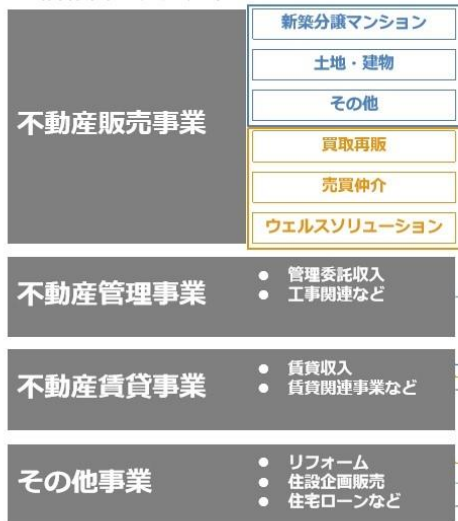 不動産販売事業
新築分譲マンション
土地・建物
その他
買取再販
売買仲介
ウェルスソリューション
不動産管理事業
● 管理委託収入
● 工事関連など
不動産賃貸事業
● 賃貸収入
● 賃貸関連事業など
その他事業
● リフォーム
● 住設企画販売
● 住宅ローンなど